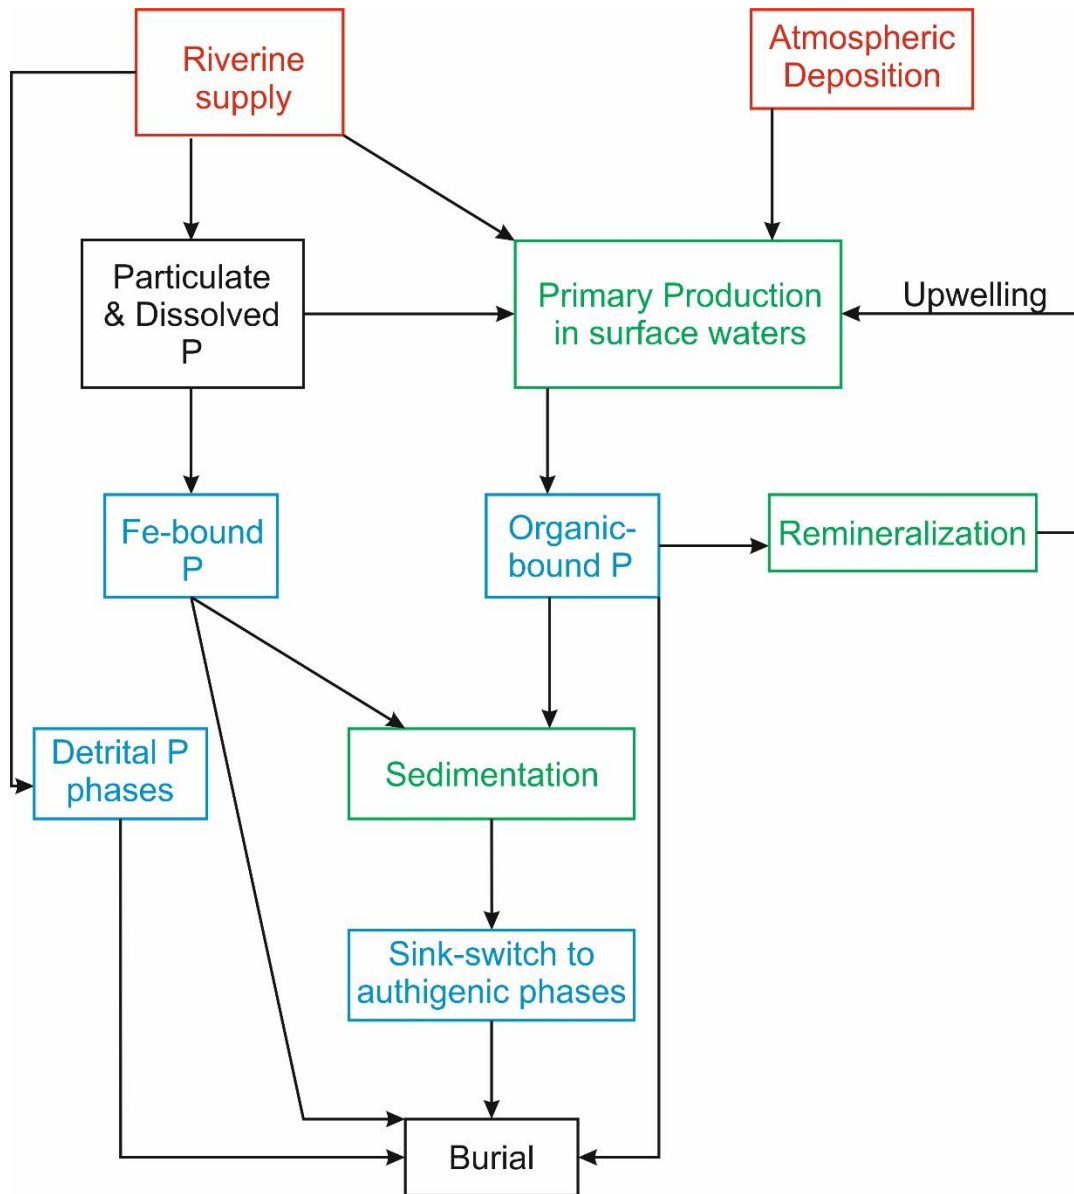 Riverine
supply
Atmospheric
Deposition
Particulate
& Dissolved
P
Primary Production
in surface waters
Upwelling
Fe-bound
P
Organic-
bound P
Remineralization
Detrital P
phases
Sedimentation
Sink-switch to
authigenic phases
Burial